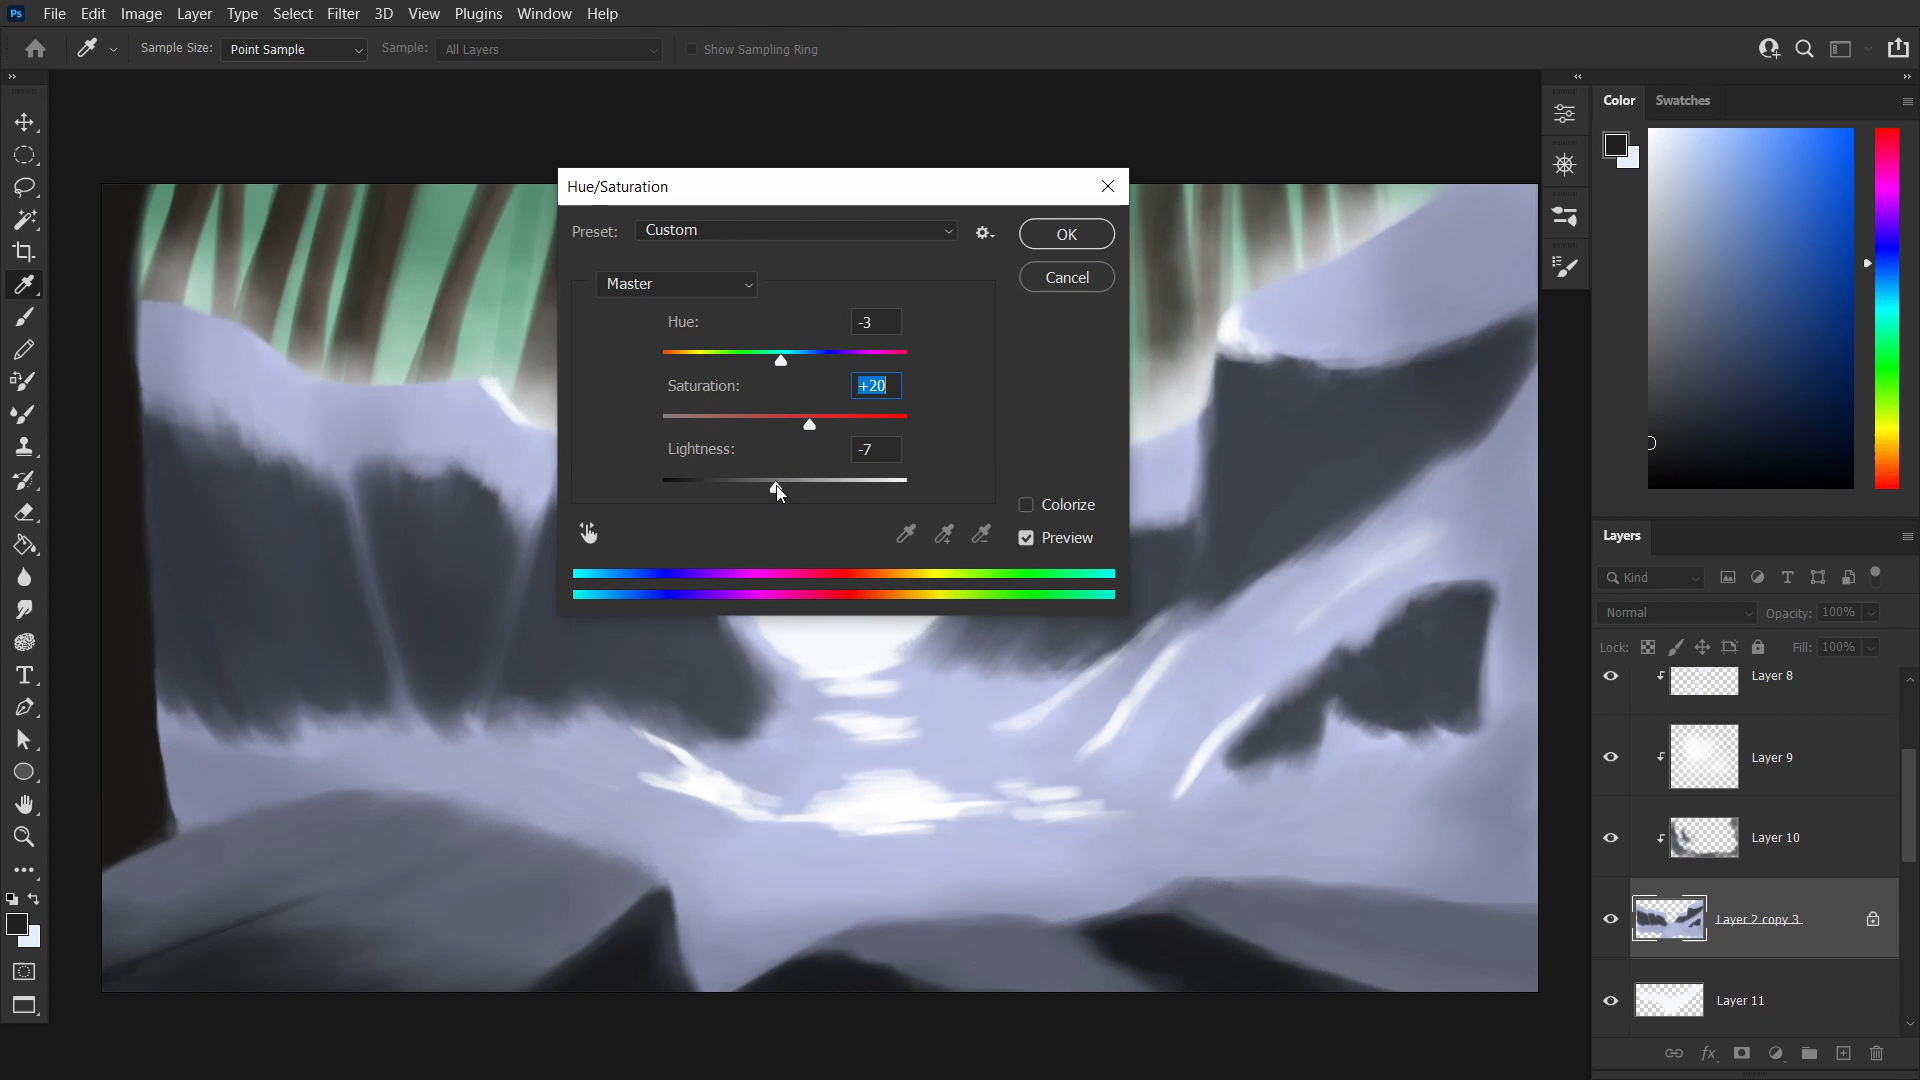 Ps File Edit Image Layer Type Select Filter 3D View Plugins Window Help
Sample Size: Point Sample Sample: All Layers Show Sampling Ring
Color Swatches
Hue/Saturation
Preset: Custom OK
Cancel
Master
Hue: -3
Saturation: +20
Lightness: -7
Colorize
Preview
Layers
Kind
Normal Opacity: 100%
Lock: Fill: 100%
Layer 8
Layer 9
Layer 10
Layer 2 copy 3
Layer 11
fx